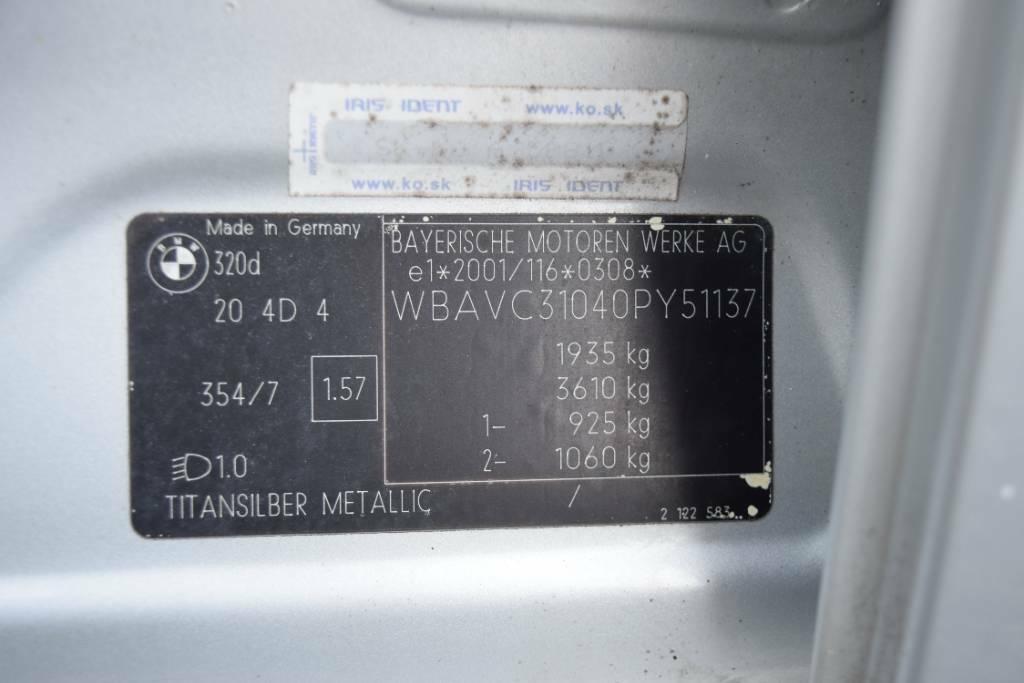 IRIS IDENT www.ko.sk
www.ko.sk IRIS IDENT
Made in Germany
BMW
320d
20 4D 4
354/7 1.57
1.0
TITANSILBER METALLIC /
BAYERISCHE MOTOREN WERKE AG
e1*2001/116*0308*
WBAVC31040PY51137
1935 kg
3610 kg
1- 925 kg
2- 1060 kg
2 122 583